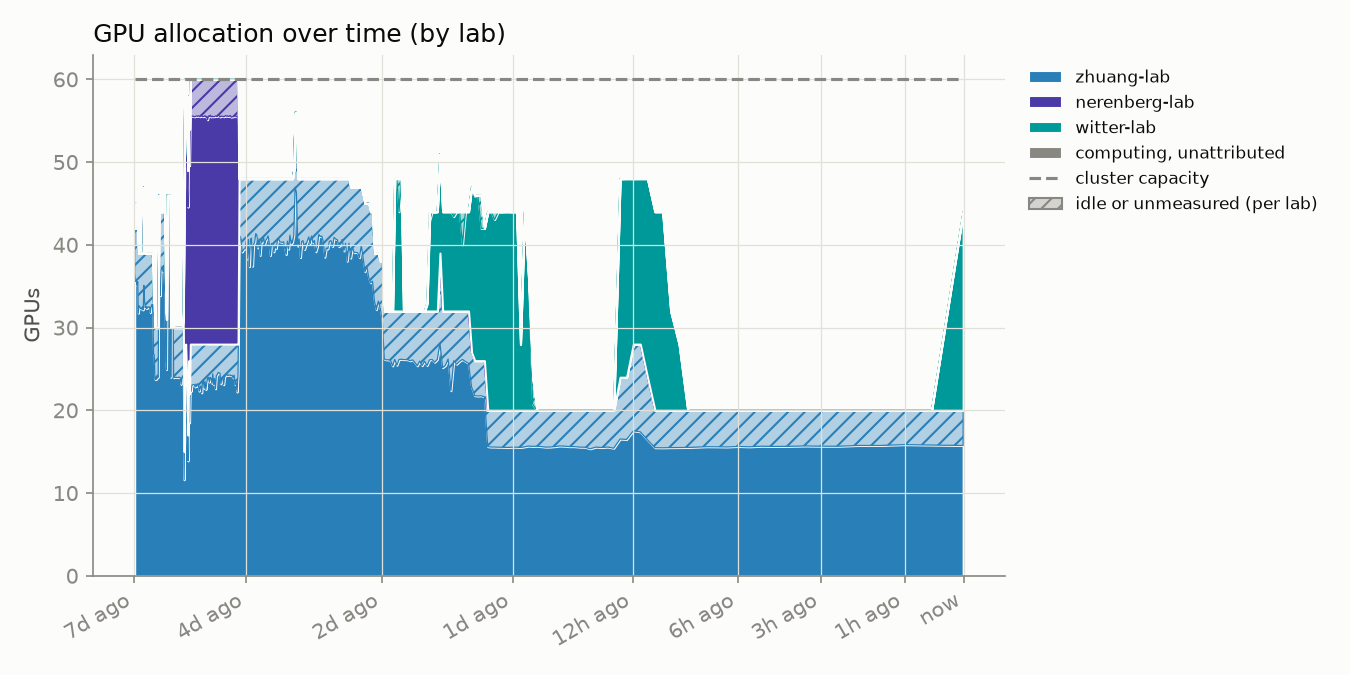 GPU allocation over time (by lab)
GPUs
60
50
40
30
20
10
0
7d ago
4d ago
2d ago
1d ago
12h ago
6h ago
3h ago
1h ago
now
zhuang-lab
nerenberg-lab
witter-lab
computing, unattributed
cluster capacity
idle or unmeasured (per lab)